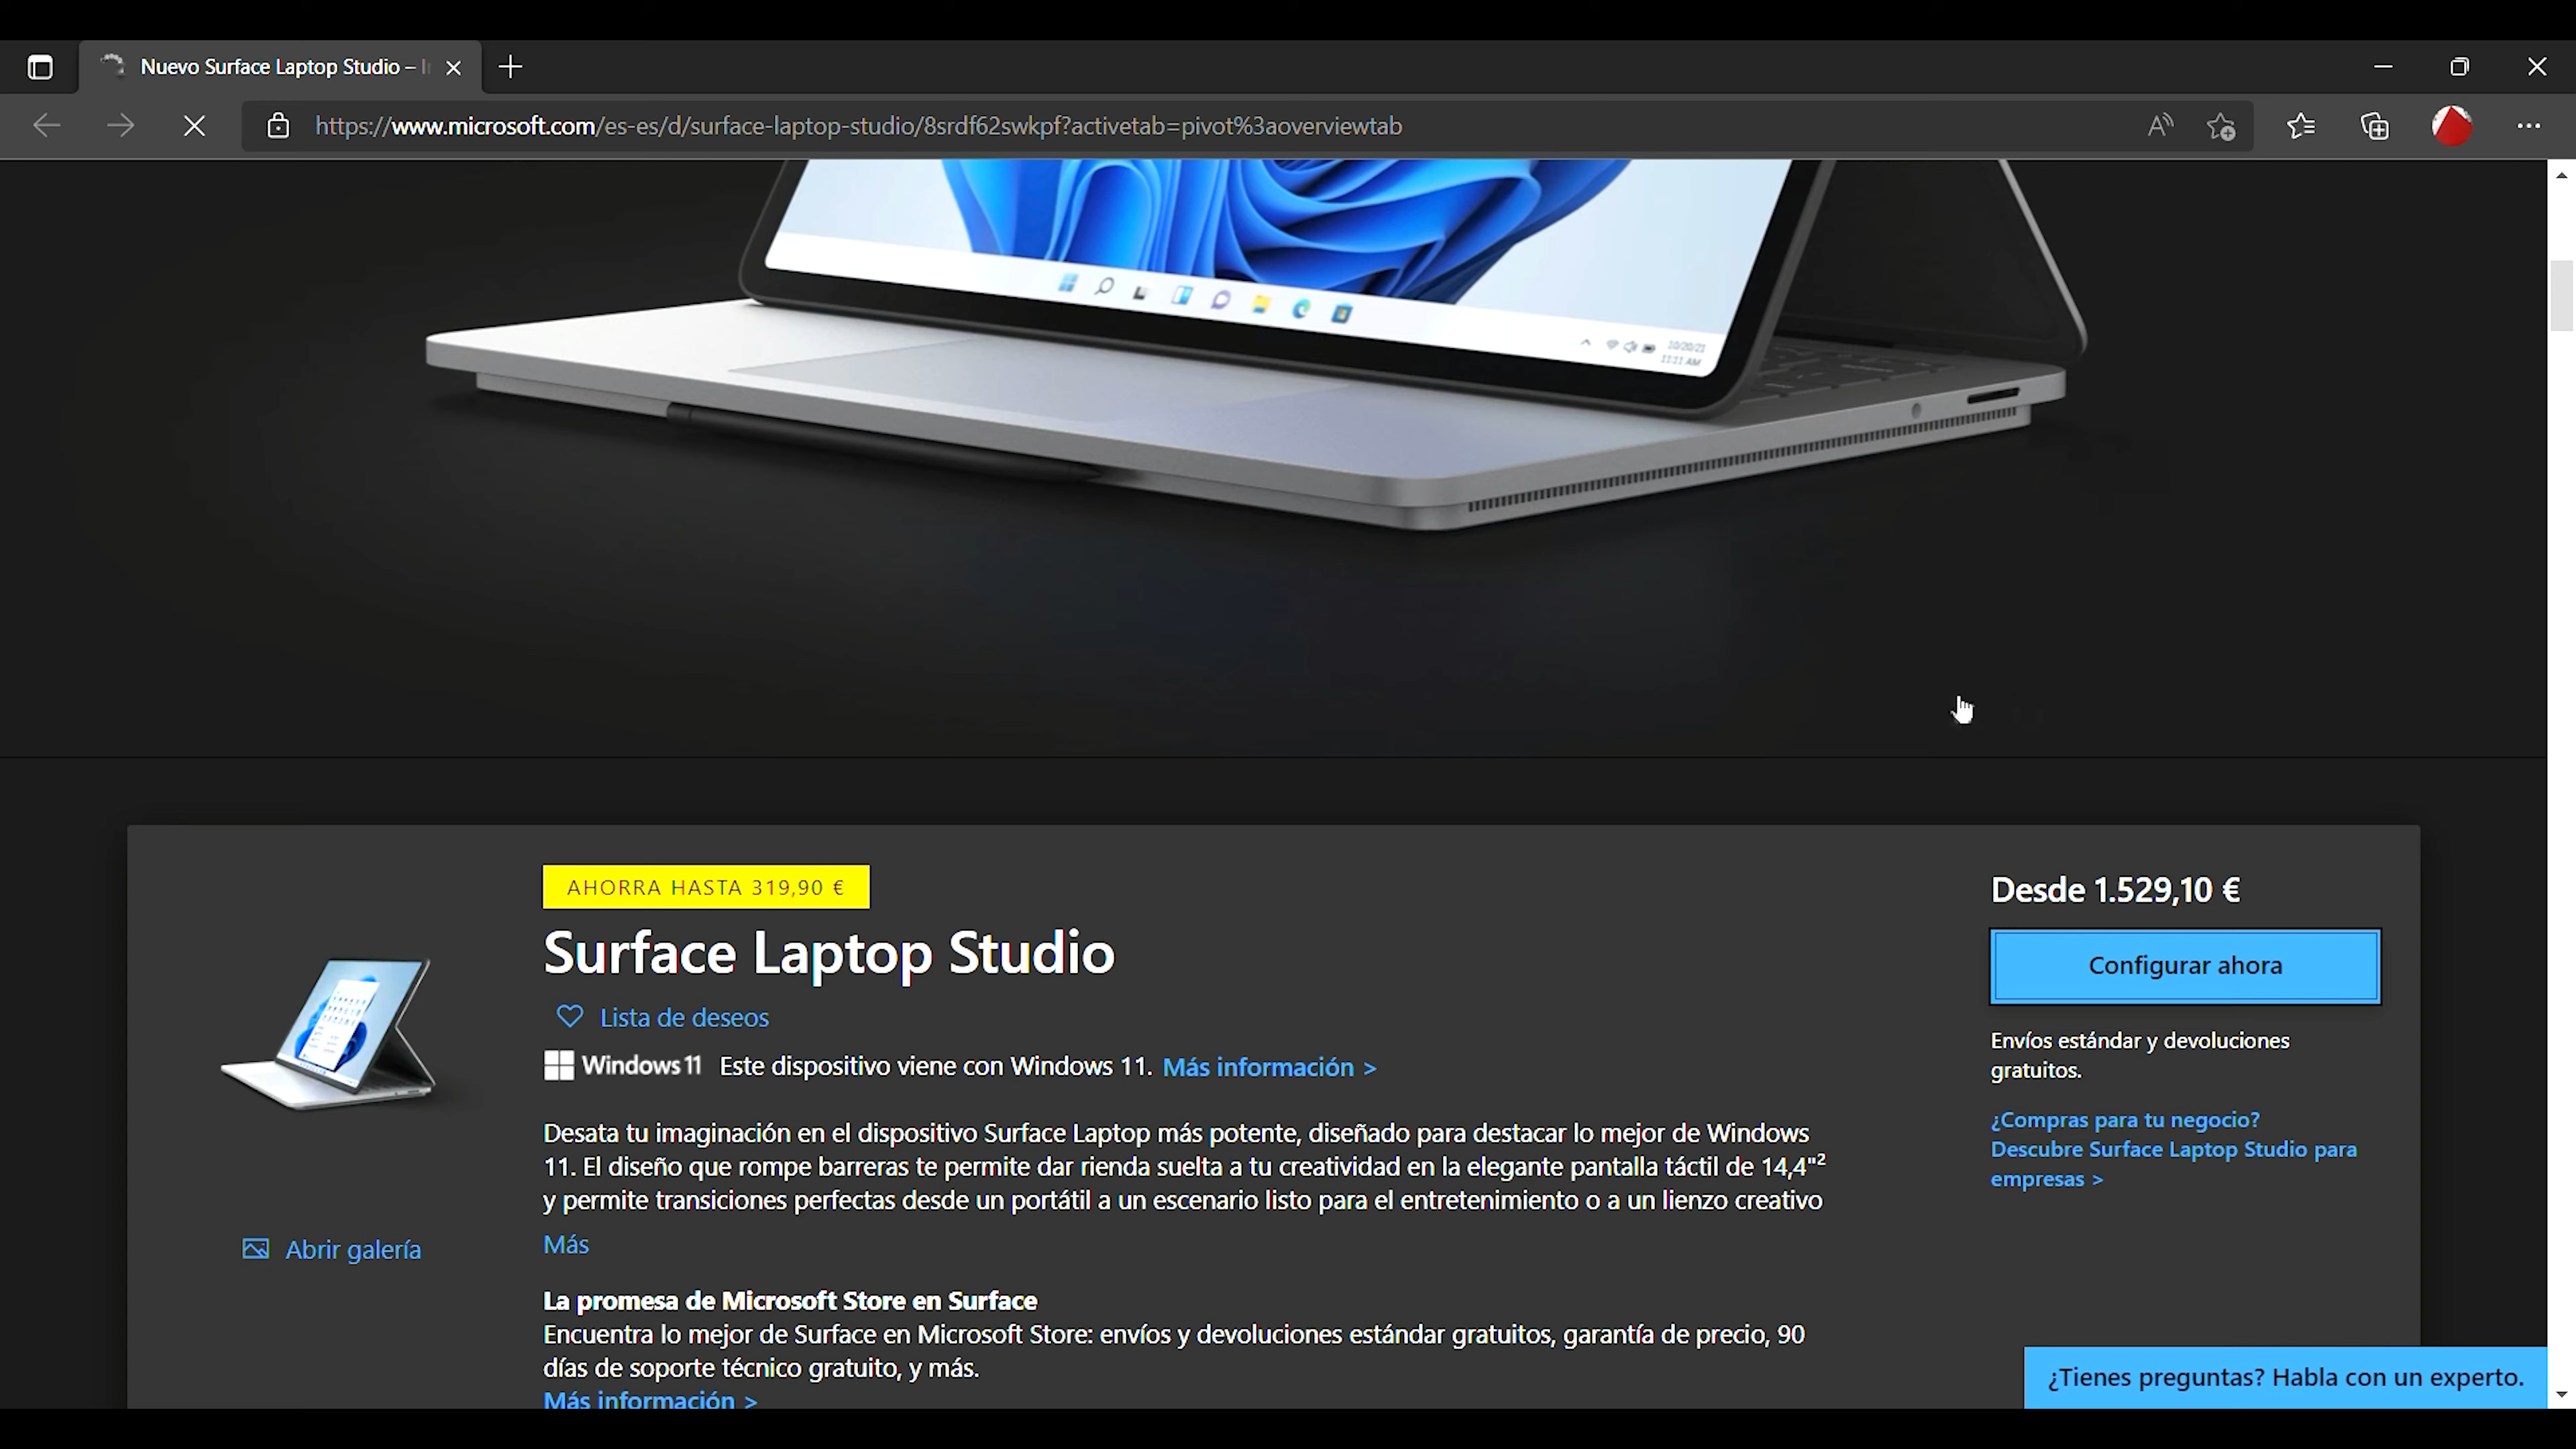 Nuevo Surface Laptop Studio –
https://www.microsoft.com/es-es/d/surface-laptop-studio/8srdf62swkpf?activetab=pivot%3aoverviewtab
10/20/21
11:11 AM
AHORRA HASTA 319,90 €
Surface Laptop Studio
Lista de deseos
Windows 11 Este dispositivo viene con Windows 11. Más información >
Desata tu imaginación en el dispositivo Surface Laptop más potente, diseñado para destacar lo mejor de Windows
11. El diseño que rompe barreras te permite dar rienda suelta a tu creatividad en la elegante pantalla táctil de 14,4"²
y permite transiciones perfectas desde un portátil a un escenario listo para el entretenimiento o a un lienzo creativo
Más
Abrir galería
La promesa de Microsoft Store en Surface
Encuentra lo mejor de Surface en Microsoft Store: envíos y devoluciones estándar gratuitos, garantía de precio, 90
días de soporte técnico gratuito, y más.
Más información >
Desde 1.529,10 €
Configurar ahora
Envíos estándar y devoluciones
gratuitos.
¿Compras para tu negocio?
Descubre Surface Laptop Studio para
empresas >
¿Tienes preguntas? Habla con un experto.